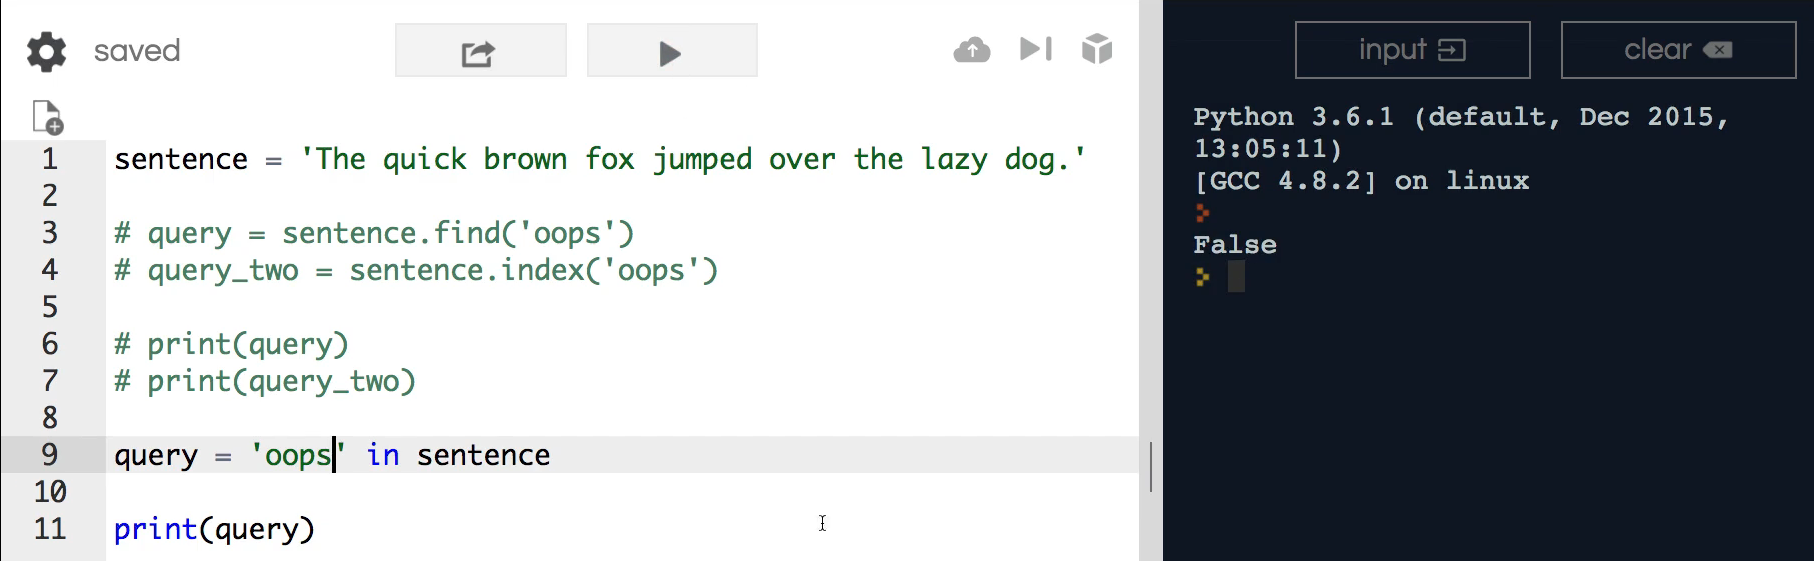 saved
input
clear
Python 3.6.1 (default, Dec 2015,
13:05:11)
[GCC 4.8.2] on linux
False
1 sentence = 'The quick brown fox jumped over the lazy dog.'
2
3 # query = sentence.find('oops')
4 # query_two = sentence.index('oops')
5
6 # print(query)
7 # print(query_two)
8
9 query = 'oops' in sentence
10
11 print(query)